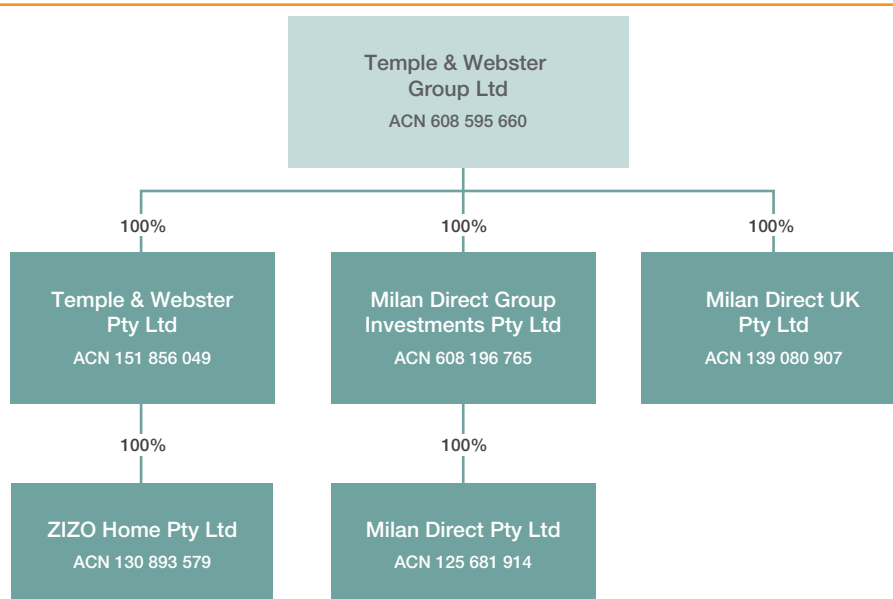 Temple & Webster
Group Ltd
ACN 608 595 660
100%
100%
100%
Temple & Webster
Pty Ltd
ACN 151 856 049
Milan Direct Group
Investments Pty Ltd
ACN 608 196 765
Milan Direct UK
Pty Ltd
ACN 139 080 907
100%
100%
ZIZO Home Pty Ltd
ACN 130 893 579
Milan Direct Pty Ltd
ACN 125 681 914